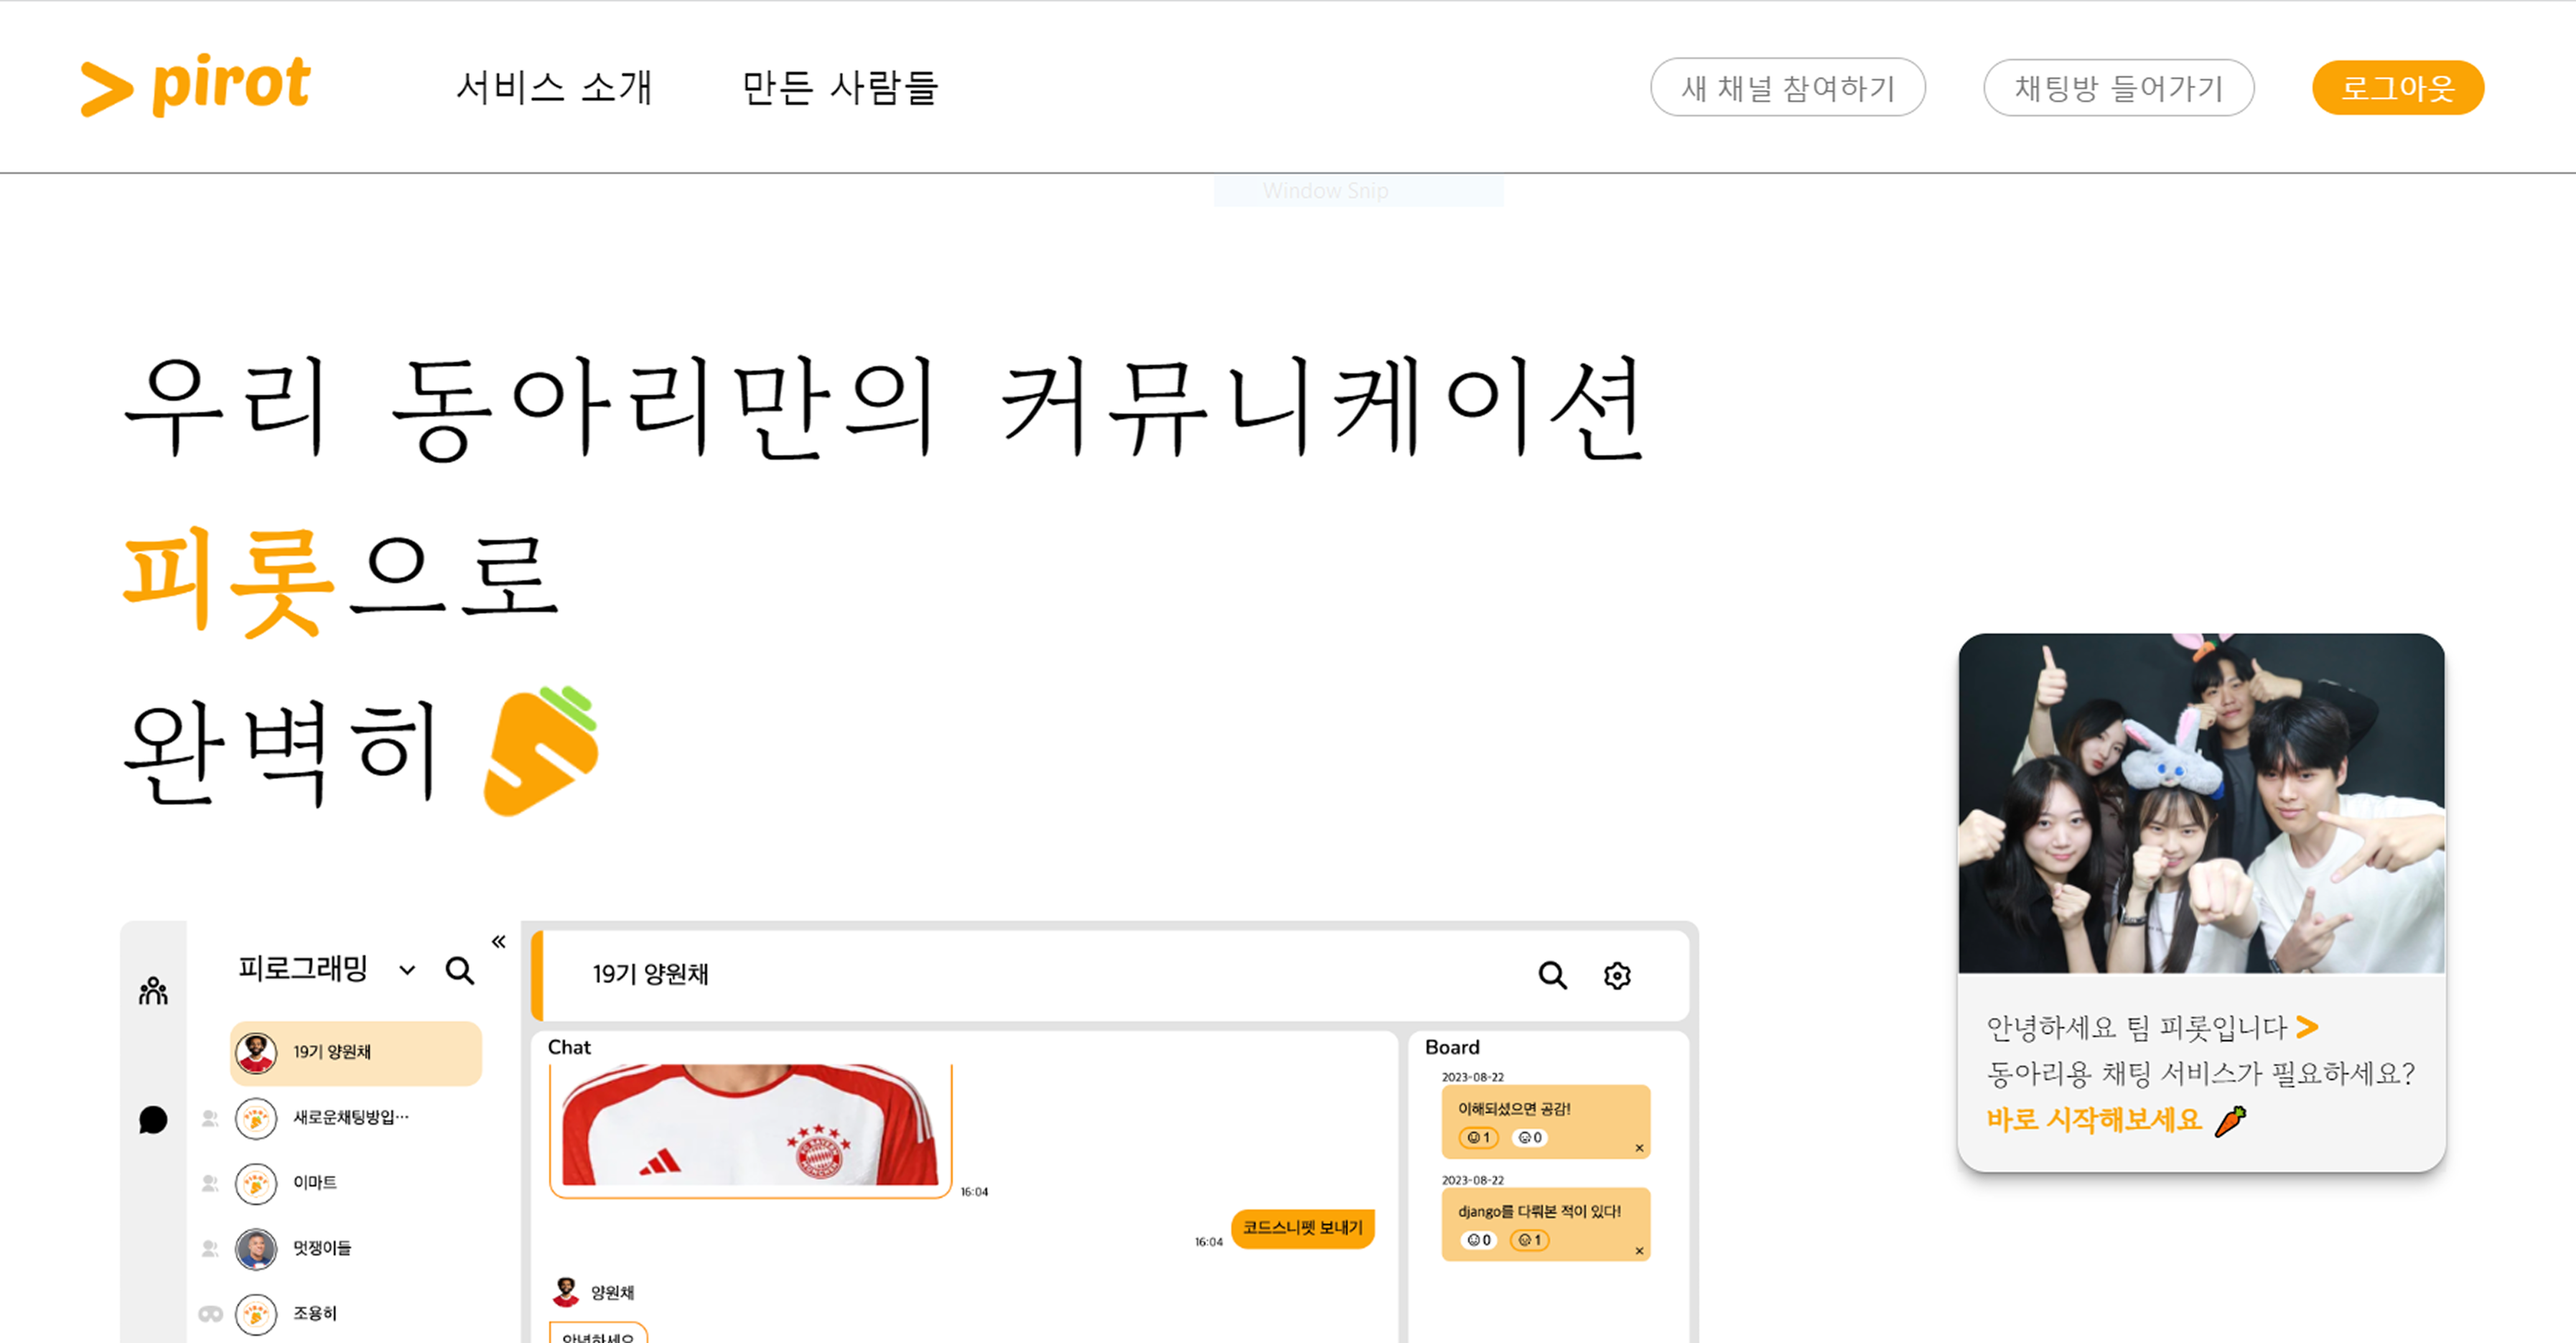 > pirot
서비스 소개
만든 사람들
새 채널 참여하기
채팅방 들어가기
로그아웃
Window Snip
우리 동아리만의 커뮤니케이션
피롯으로
완벽히
피로그래밍
19기 양원채
새로운채팅방입…
이마트
멋쟁이들
조용히
19기 양원채
Chat
16:04
16:04
코드스니펫 보내기
양원채
안녕하세요
Board
2023-08-22
이해되셨으면 공감!
1
0
2023-08-22
django를 다뤄본 적이 있다!
0
1
안녕하세요 팀 피롯입니다 >
동아리용 채팅 서비스가 필요하세요?
바로 시작해보세요